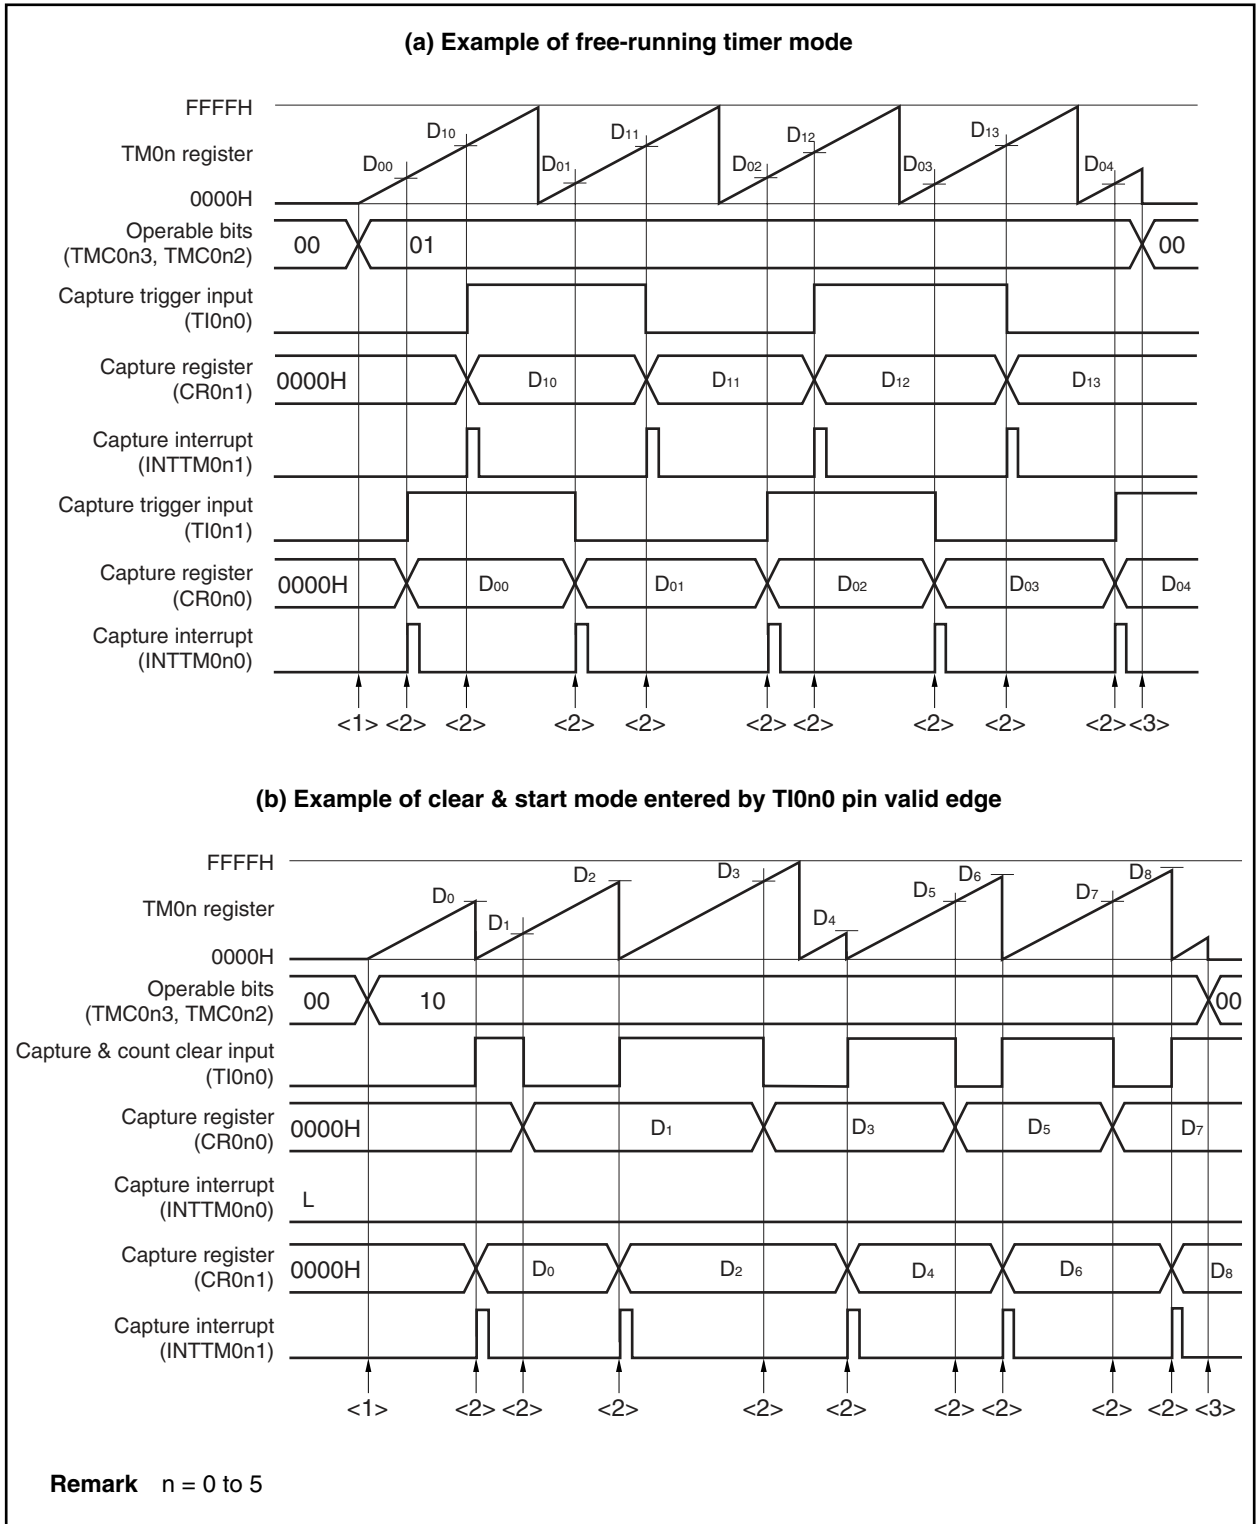 (a) Example of free-running timer mode
FFFFH
TM0n register
0000H
D10
D00
D11
D01
D12
D02
D13
D03
D04
Operable bits
(TMC0n3, TMC0n2)
00
01
00
Capture trigger input
(TI0n0)
Capture register
(CR0n1)
0000H
D10
D11
D12
D13
Capture interrupt
(INTTM0n1)
Capture trigger input
(TI0n1)
Capture register
(CR0n0)
0000H
D00
D01
D02
D03
D04
Capture interrupt
(INTTM0n0)
<1> <2> <2> <2> <2> <2> <2> <2> <2> <2> <3>
(b) Example of clear & start mode entered by TI0n0 pin valid edge
FFFFH
TM0n register
0000H
D0
D1
D2
D3
D4
D5
D6
D7
D8
Operable bits
(TMC0n3, TMC0n2)
00
10
00
Capture & count clear input
(TI0n0)
Capture register
(CR0n0)
0000H
D1
D3
D5
D7
Capture interrupt
(INTTM0n0)
L
Capture register
(CR0n1)
0000H
D0
D2
D4
D6
D8
Capture interrupt
(INTTM0n1)
<1> <2> <2> <2> <2> <2> <2> <2> <2> <2> <3>
Remark n = 0 to 5